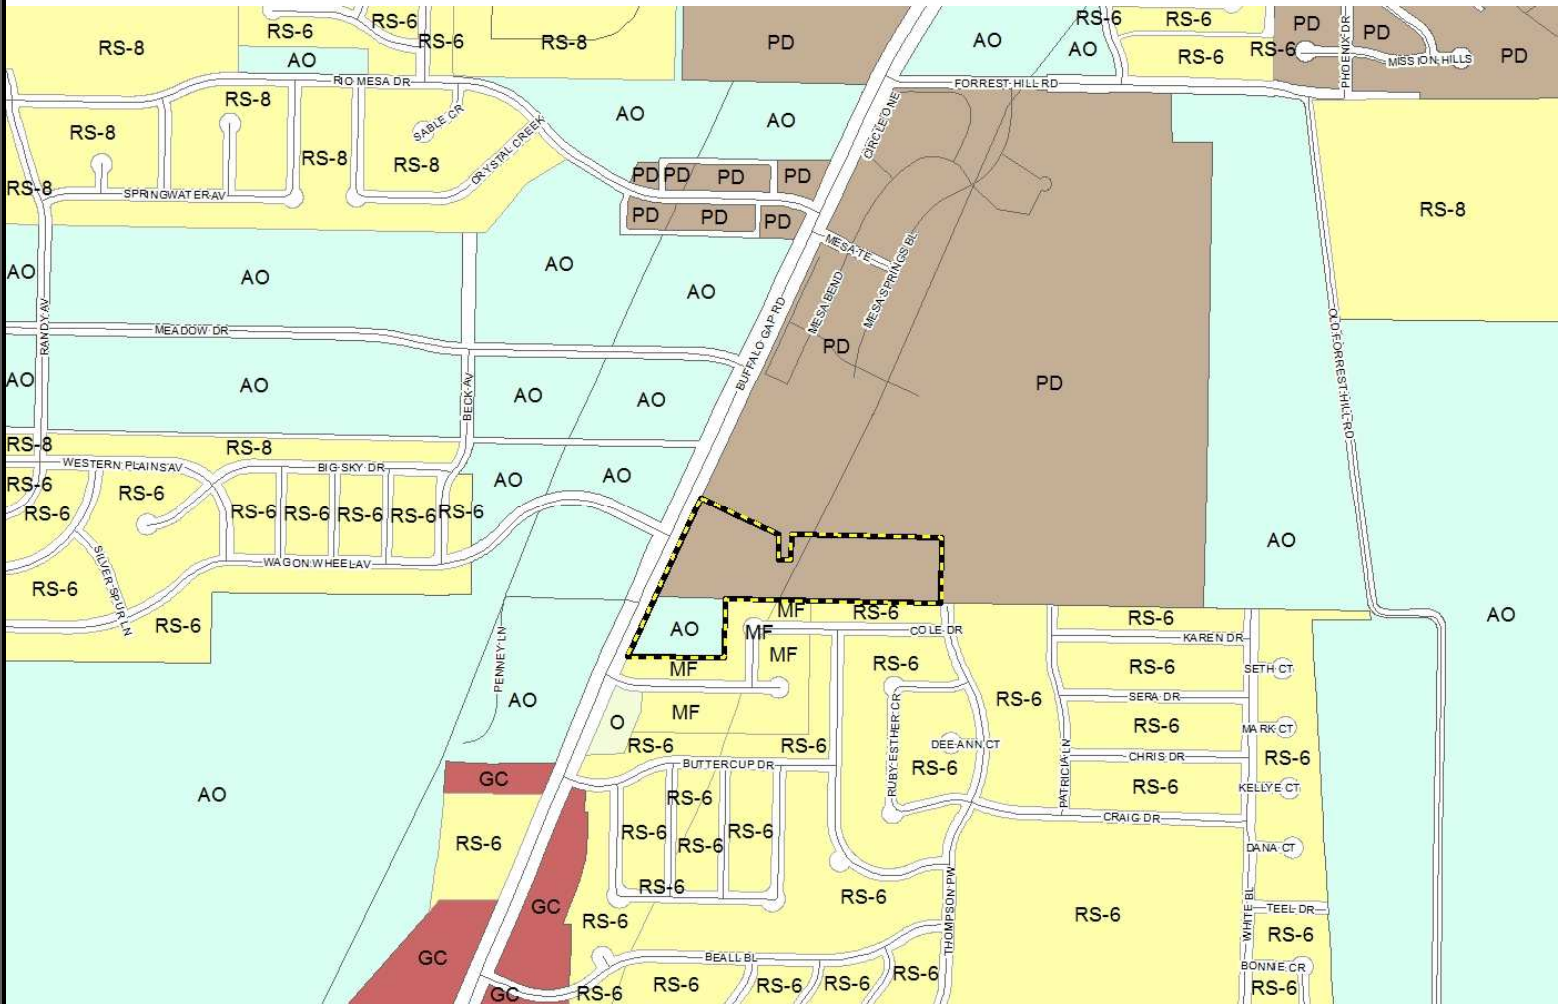 RS-6
RS-6
RS-6
PD
RS-6
RS-6
PD
PD
RS-8
RS-6
RS-8
AO
AO
RS-6
RS-6
PHOENIX DR
MISSION HILLS
PD
AO
RIO MESA DR
FORREST HILL RD
RS-8
RS-8
SABLE CR
AO
AO
CIRCLE ONE
RS-8
RS-8
CRYSTAL CREEK
RS-8
SPRINGWATER AV
PD
PD
PD
PD
PD
PD
PD
RS-8
MESA TE
MESA SPRINGS BL
MESA BEND
AO
AO
AO
AO
BUFFALO GAP RD
RANDY AV
MEADOW DR
PD
OLD FORREST HILL RD
PD
AO
AO
BECK AV
AO
AO
RS-8
RS-8
WESTERN PLAINS AV
BIG SKY DR
AO
AO
RS-6
RS-6
RS-6
RS-6
RS-6
RS-6
RS-6
RS-6
AO
SILVER SPUR LN
WAGON WHEEL AV
RS-6
RS-6
MF
RS-6
RS-6
AO
AO
MF
COLE DR
KAREN DR
MF
RS-6
RS-6
SETH CT
MF
PENNEY LN
AO
RS-6
SERA DR
O
MF
RUBY ESTHER CR
RS-6
MARK CT
RS-6
RS-6
DEE ANN CT
CHRIS DR
RS-6
BUTTERCUP DR
RS-6
PATRICIA LN
RS-6
KELLYE CT
GC
AO
RS-6
RS-6
RS-6
RS-6
CRAIG DR
RS-6
RS-6
DANA CT
RS-6
RS-6
THOMPSON PW
WHITE BL
GC
RS-6
RS-6
TEEL DR
RS-6
GC
BEALL BL
BONNIE CR
RS-6
RS-6
RS-6
RS-6
RS-6
GC
RS-6